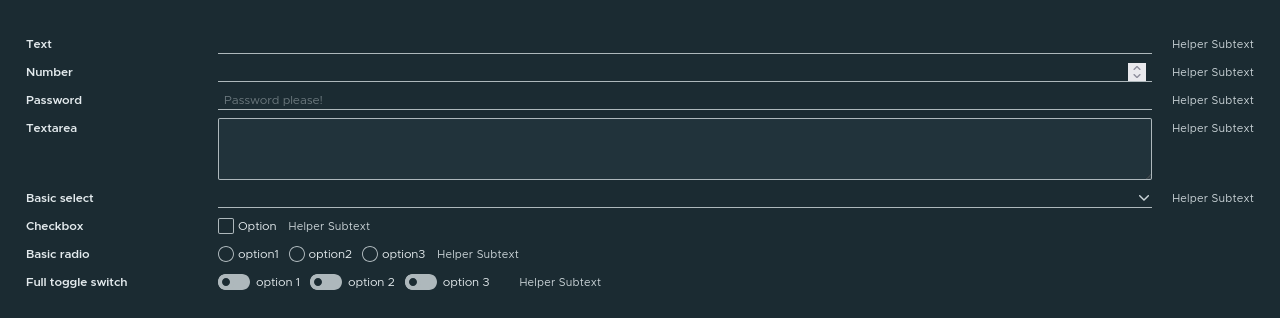 Text Helper Subtext
Number Helper Subtext
Password Password please! Helper Subtext
Textarea Helper Subtext
Basic select Helper Subtext
Checkbox Option Helper Subtext
Basic radio option1 option2 option3 Helper Subtext
Full toggle switch option 1 option 2 option 3 Helper Subtext